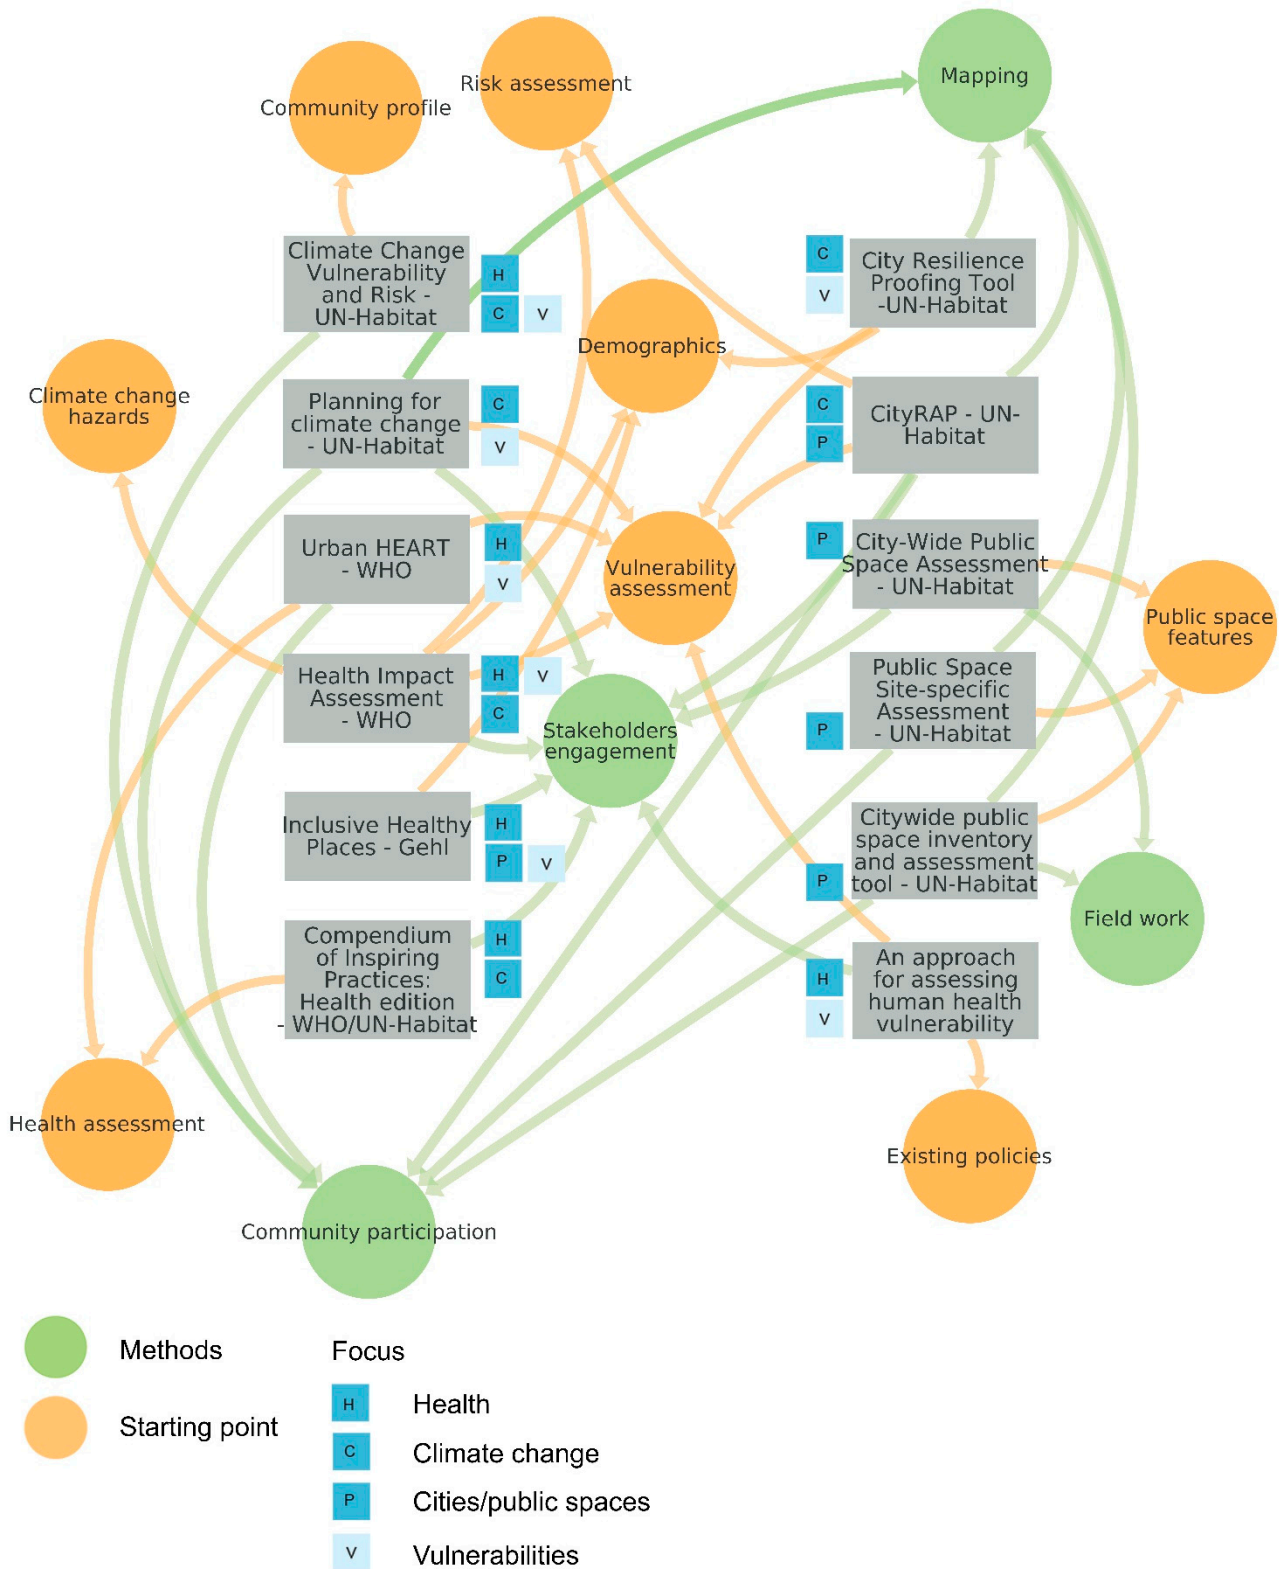 Mapping
Risk assessment
Community profile
Climate Change
Vulnerability
and Risk -
UN-Habitat
H
C
V
C
V
City Resilience
Proofing Tool
-UN-Habitat
Demographics
Climate change
hazards
Planning for
climate change
- UN-Habitat
C
V
C
P
CityRAP - UN-
Habitat
Urban HEART
- WHO
H
V
Vulnerability
assessment
P
City-Wide Public
Space Assessment
- UN-Habitat
Public space
features
Health Impact
Assessment
- WHO
H
V
C
Stakeholders
engagement
P
Public Space
Site-specific
Assessment
- UN-Habitat
Inclusive Healthy
Places - Gehl
H
P
V
P
Citywide public
space inventory
and assessment
tool - UN-Habitat
Field work
Compendium
of Inspiring
Practices:
Health edition
- WHO/UN-Habitat
H
C
H
V
An approach
for assessing
human health
vulnerability
Health assessment
Existing policies
Community participation
Methods
Starting point
Focus
H
Health
C
Climate change
P
Cities/public spaces
V
Vulnerabilities